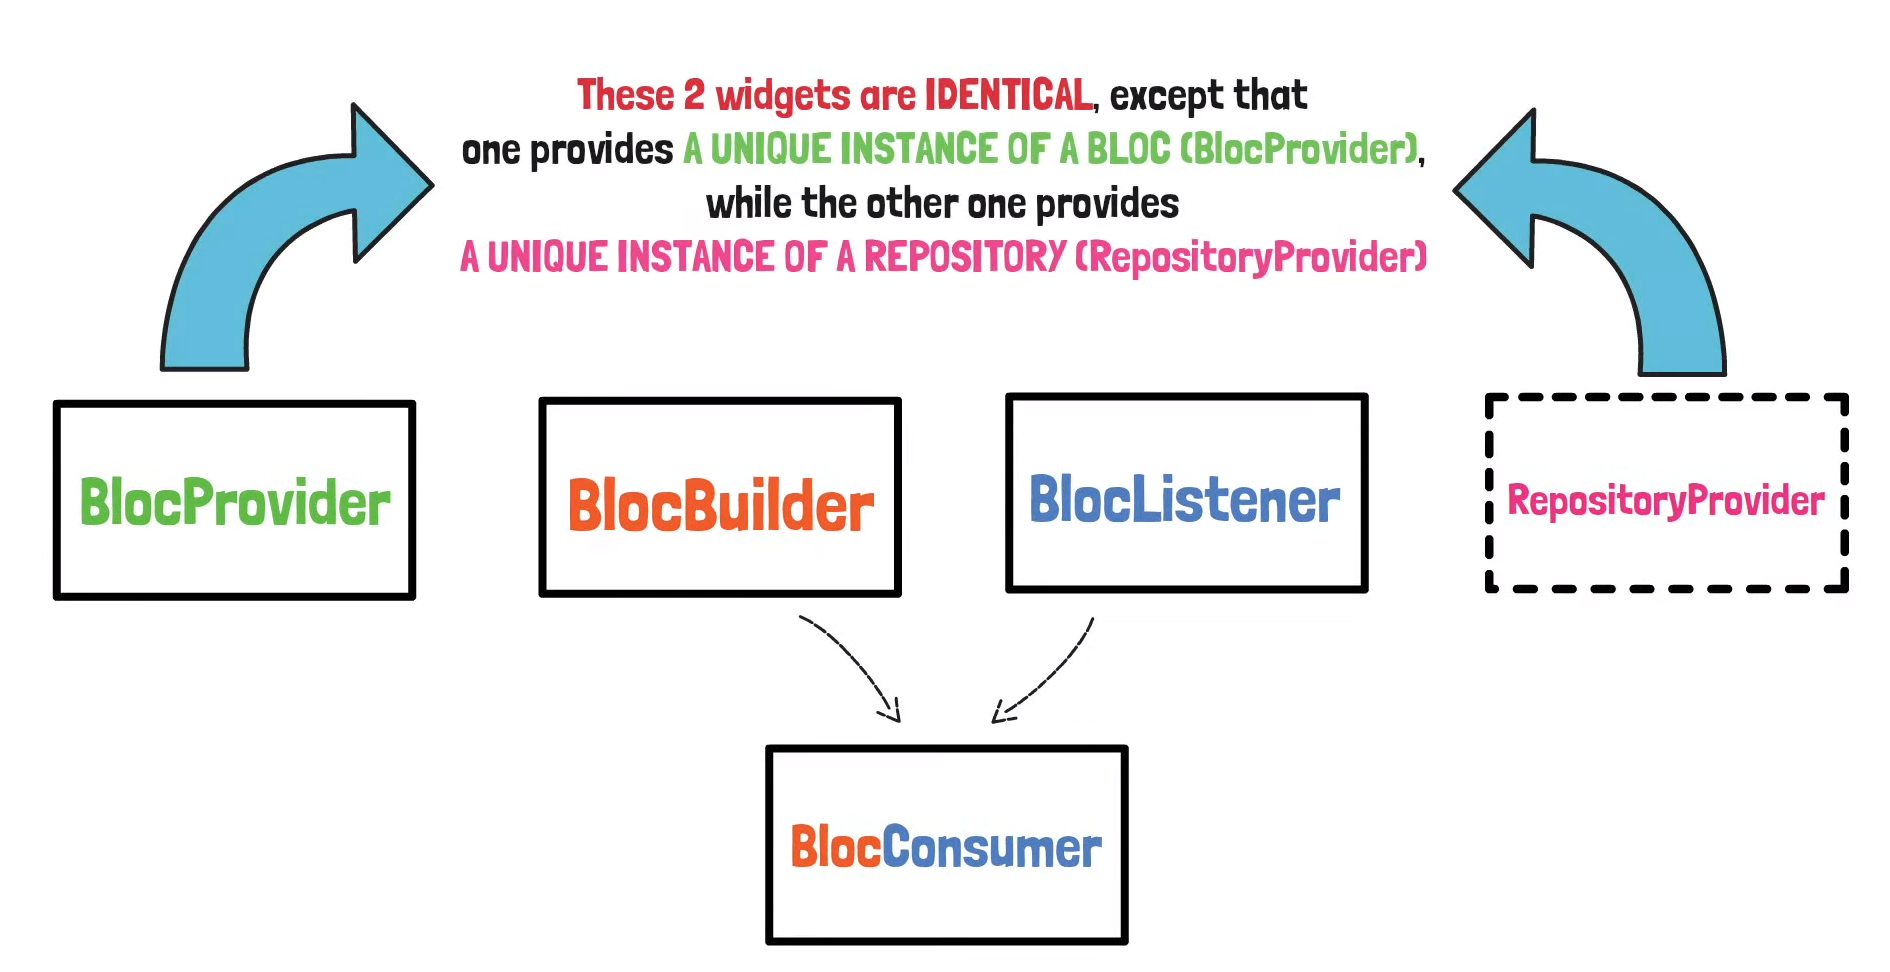 These 2 widgets are IDENTICAL, except that
one provides A UNIQUE INSTANCE OF A BLOC (BlocProvider),
while the other one provides
A UNIQUE INSTANCE OF A REPOSITORY (RepositoryProvider)
BlocProvider
BlocBuilder
BlocListener
RepositoryProvider
BlocConsumer